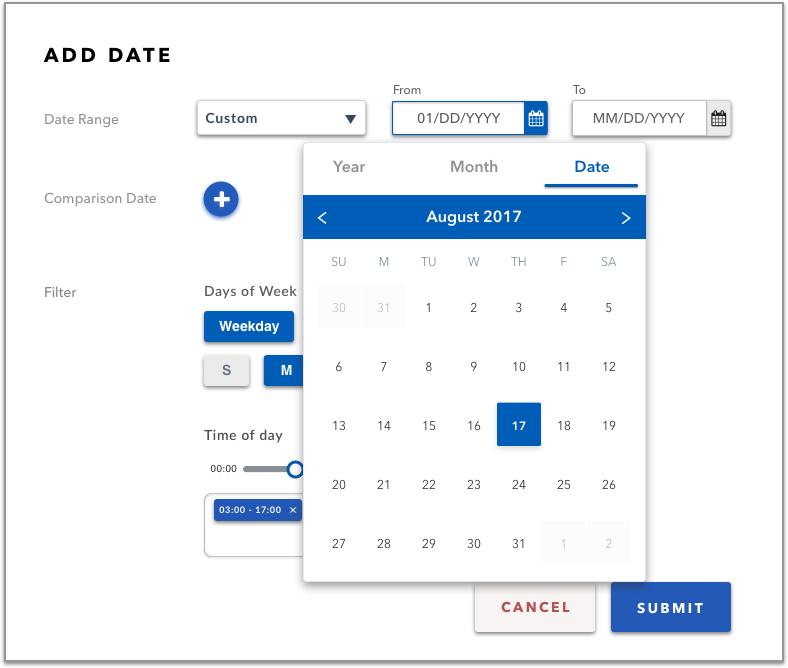 ADD DATE
From To
Date Range Custom 01/DD/YYYY MM/DD/YYYY
Year Month Date
Comparison Date
< August 2017 >
SU M TU W TH F SA
Filter Days of Week
30 31 1 2 3 4 5
Weekday
S M 6 7 8 9 10 11 12
13 14 15 16 17 18 19
Time of day
00:00
20 21 22 23 24 25 26
03:00 - 17:00 ×
27 28 29 30 31 1 2
CANCEL SUBMIT